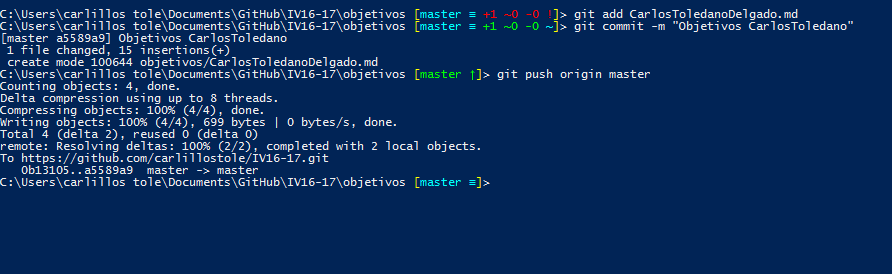 C:\Users\carlillos tole\Documents\GitHub\IV16-17\objetivos [master ≡ +1 ~0 -0 !]> git add CarlosToledanoDelgado.md
C:\Users\carlillos tole\Documents\GitHub\IV16-17\objetivos [master ≡ +1 ~0 -0 ~]> git commit -m "Objetivos CarlosToledano"
[master a5589a9] Objetivos CarlosToledano
 1 file changed, 15 insertions(+)
 create mode 100644 objetivos/CarlosToledanoDelgado.md
C:\Users\carlillos tole\Documents\GitHub\IV16-17\objetivos [master ↑]> git push origin master
Counting objects: 4, done.
Delta compression using up to 8 threads.
Compressing objects: 100% (4/4), done.
Writing objects: 100% (4/4), 699 bytes | 0 bytes/s, done.
Total 4 (delta 2), reused 0 (delta 0)
remote: Resolving deltas: 100% (2/2), completed with 2 local objects.
To https://github.com/carlillostole/IV16-17.git
   0b13105..a5589a9  master -> master
C:\Users\carlillos tole\Documents\GitHub\IV16-17\objetivos [master ≡]>